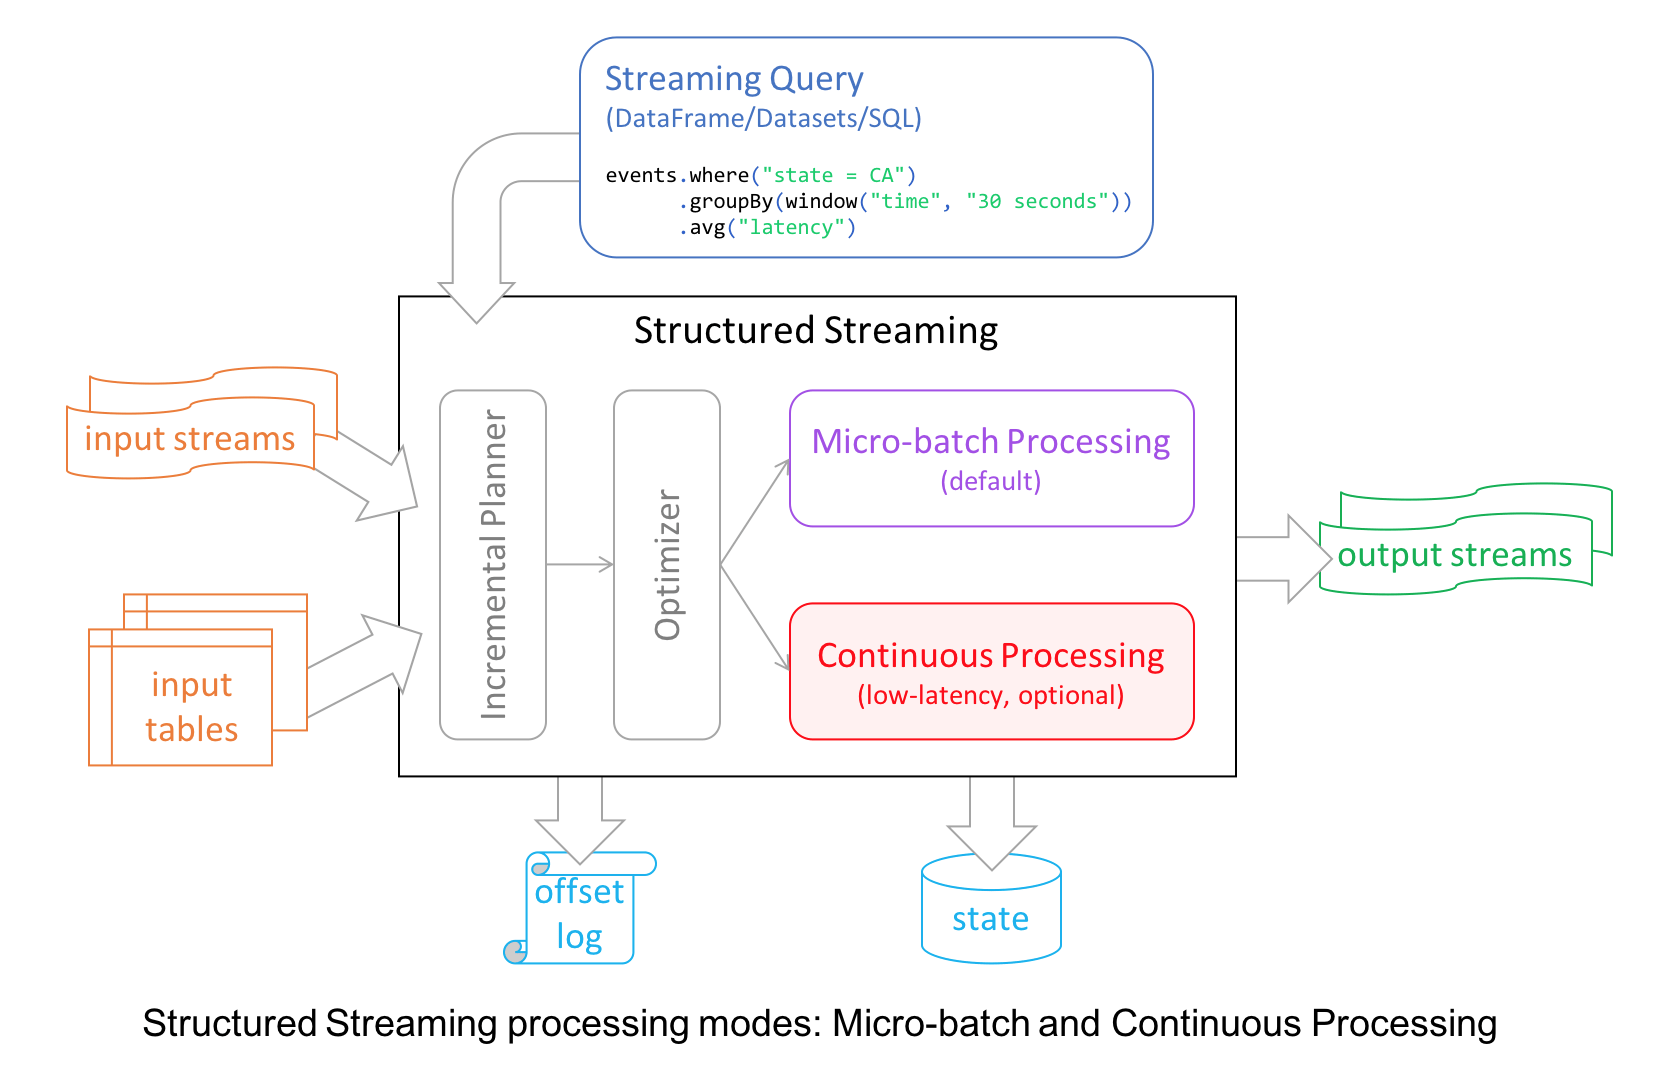 Streaming Query
(DataFrame/Datasets/SQL)
events.where("state = CA")
.groupBy(window("time", "30 seconds"))
.avg("latency")
Structured Streaming
input streams
input
tables
Incremental Planner
Optimizer
Micro-batch Processing
(default)
Continuous Processing
(low-latency, optional)
output streams
offset
log
state
Structured Streaming processing modes: Micro-batch and Continuous Processing